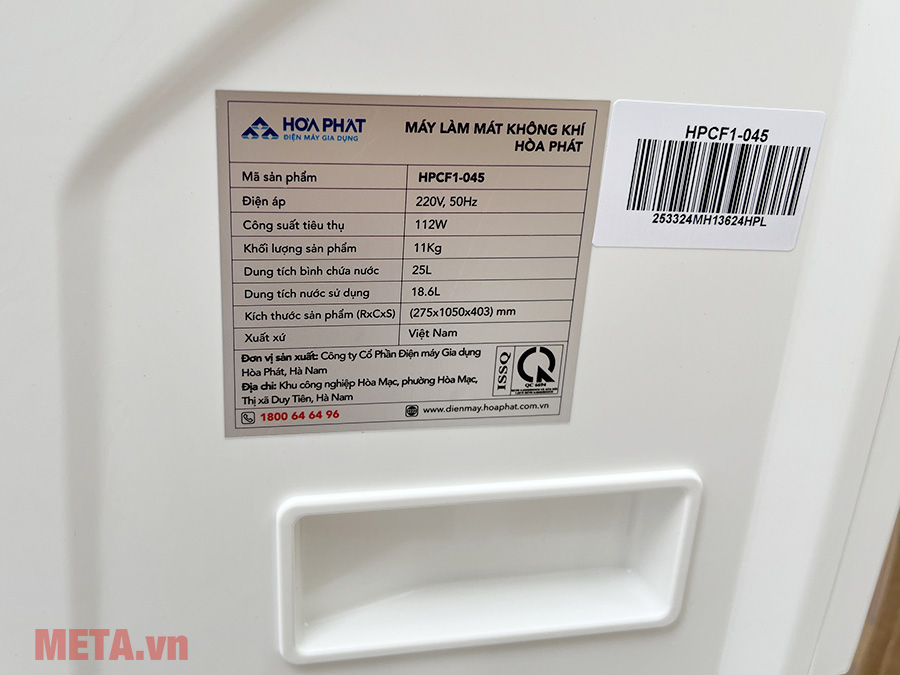 HÒA PHÁT
ĐIỆN MÁY GIA DỤNG
MÁY LÀM MÁT KHÔNG KHÍ
HÒA PHÁT
Mã sản phẩm HPCF1-045
Điện áp 220V, 50Hz
Công suất tiêu thụ 112W
Khối lượng sản phẩm 11Kg
Dung tích bình chứa nước 25L
Dung tích nước sử dụng 18.6L
Kích thước sản phẩm (RxCxS) (275x1050x403) mm
Xuất xứ Việt Nam
Đơn vị sản xuất: Công ty Cổ Phần Điện máy Gia dụng
Hòa Phát, Hà Nam
Địa chỉ: Khu công nghiệp Hòa Mạc, phường Hòa Mạc,
Thị xã Duy Tiên, Hà Nam
1800 64 64 96
www.dienmay.hoaphat.com.vn
ISSQ
QC 6694
HPCF1-045
253324MH13624HPL
META.vn